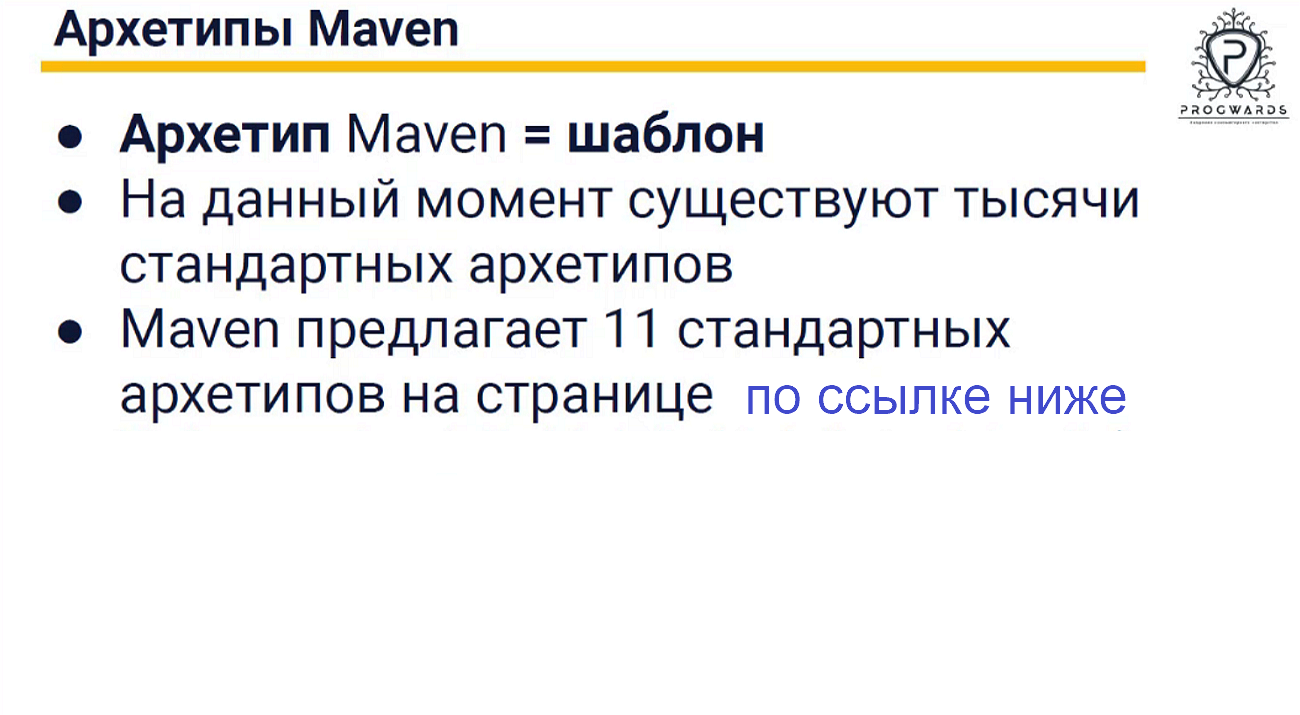 Архетипы Maven
PROGWARDS
● Архетип Maven = шаблон
● На данный момент существуют тысячи
стандартных архетипов
● Maven предлагает 11 стандартных
архетипов на странице по ссылке ниже